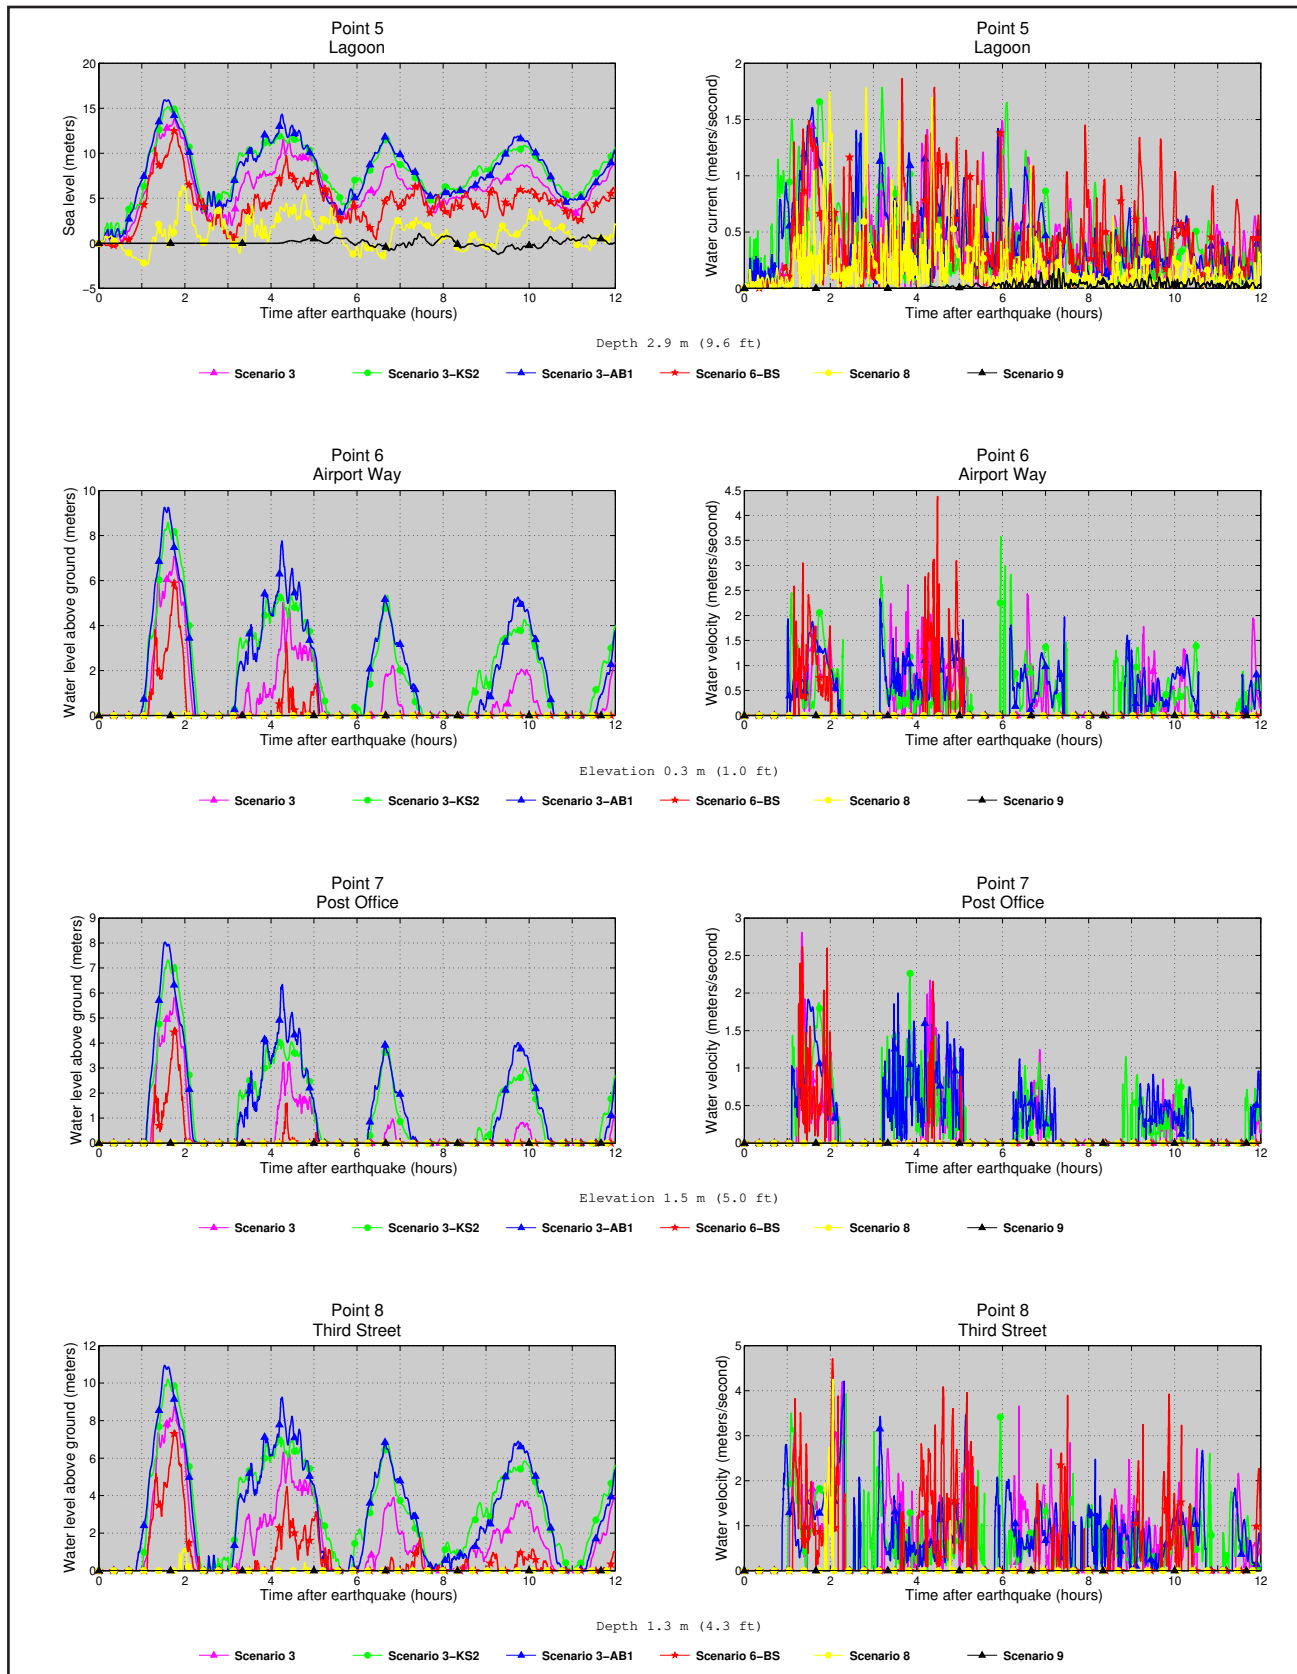 Point 5
Lagoon
Sea level (meters)
20
15
10
5
0
−5
0 2 4 6 8 10 12
Time after earthquake (hours)
Point 5
Lagoon
Water current (meters/second)
2
1.5
1
0.5
0
0 2 4 6 8 10 12
Time after earthquake (hours)
Depth 2.9 m (9.6 ft)
Scenario 3 Scenario 3−KS2 Scenario 3−AB1 Scenario 6−BS Scenario 8 Scenario 9
Point 6
Airport Way
Water level above ground (meters)
10
8
6
4
2
0
0 2 4 6 8 10 12
Time after earthquake (hours)
Point 6
Airport Way
Water velocity (meters/second)
4.5
4
3.5
3
2.5
2
1.5
1
0.5
0
0 2 4 6 8 10 12
Time after earthquake (hours)
Elevation 0.3 m (1.0 ft)
Scenario 3 Scenario 3−KS2 Scenario 3−AB1 Scenario 6−BS Scenario 8 Scenario 9
Point 7
Post Office
Water level above ground (meters)
9
8
7
6
5
4
3
2
1
0
0 2 4 6 8 10 12
Time after earthquake (hours)
Point 7
Post Office
Water velocity (meters/second)
3
2.5
2
1.5
1
0.5
0
0 2 4 6 8 10 12
Time after earthquake (hours)
Elevation 1.5 m (5.0 ft)
Scenario 3 Scenario 3−KS2 Scenario 3−AB1 Scenario 6−BS Scenario 8 Scenario 9
Point 8
Third Street
Water level above ground (meters)
12
10
8
6
4
2
0
0 2 4 6 8 10 12
Time after earthquake (hours)
Point 8
Third Street
Water velocity (meters/second)
5
4
3
2
1
0
0 2 4 6 8 10 12
Time after earthquake (hours)
Depth 1.3 m (4.3 ft)
Scenario 3 Scenario 3−KS2 Scenario 3−AB1 Scenario 6−BS Scenario 8 Scenario 9